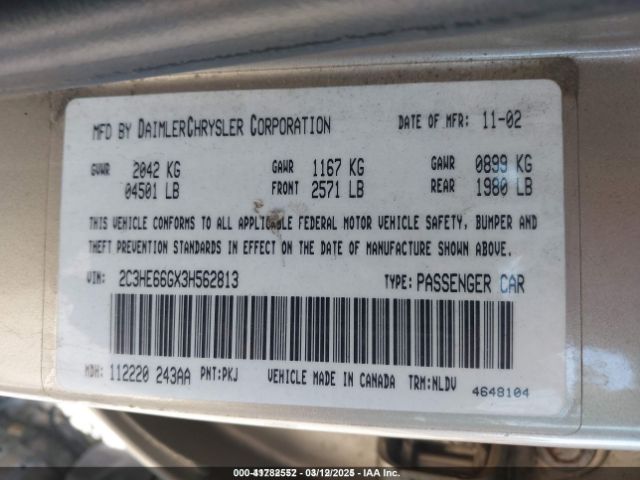 MFD BY DAIMLERCHRYSLER CORPORATION DATE OF MFR: 11-02
GVWR 2042 KG GAWR 1167 KG GAWR 0899 KG
04501 LB FRONT 2571 LB REAR 1980 LB
THIS VEHICLE CONFORMS TO ALL APPLICABLE FEDERAL MOTOR VEHICLE SAFETY, BUMPER AND
THEFT PREVENTION STANDARDS IN EFFECT ON THE DATE OF MANUFACTURE SHOWN ABOVE.
VIN: 2C3HE66GX3H562813 TYPE: PASSENGER CAR
MDH: 112220 243AA PNT:PKJ VEHICLE MADE IN CANADA TRM:NLDV
4648104
03/12/2025 - IAA Inc.